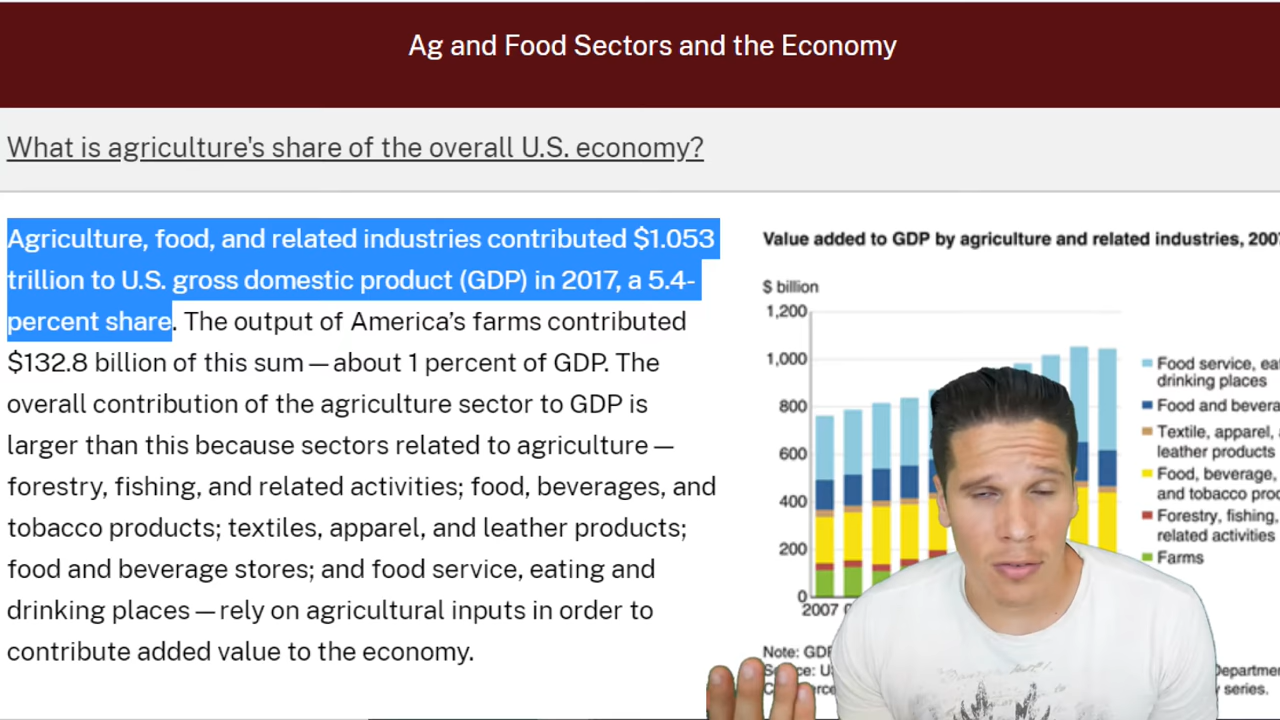 Ag and Food Sectors and the Economy
What is agriculture's share of the overall U.S. economy?
Agriculture, food, and related industries contributed $1.053
trillion to U.S. gross domestic product (GDP) in 2017, a 5.4-
percent share. The output of America’s farms contributed
$132.8 billion of this sum—about 1 percent of GDP. The
overall contribution of the agriculture sector to GDP is
larger than this because sectors related to agriculture—
forestry, fishing, and related activities; food, beverages, and
tobacco products; textiles, apparel, and leather products;
food and beverage stores; and food service, eating and
drinking places—rely on agricultural inputs in order to
contribute added value to the economy.
Value added to GDP by agriculture and related industries,
$ billion
1,200
1,000
800
600
400
200
0
2007
Food service,
drinking places
Food and
Textile, apparel,
leather products
Food, beverage,
and tobacco
Forestry, fishing,
related activities
Farms
Note:
series.